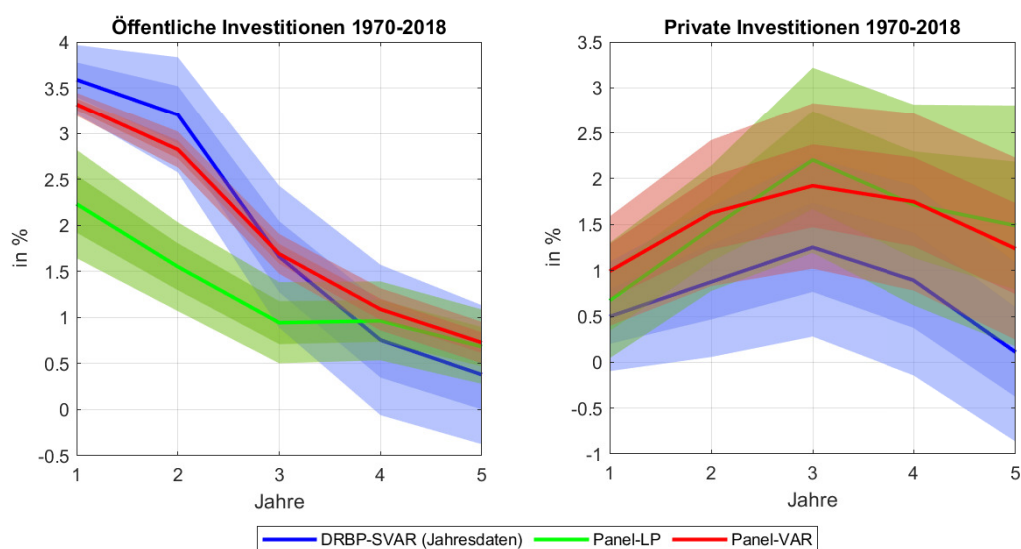 Öffentliche Investitionen 1970-2018
4
3.5
3
2.5
2
1.5
1
0.5
0
-0.5
in %
1 2 3 4 5
Jahre
Private Investitionen 1970-2018
3.5
3
2.5
2
1.5
1
0.5
0
-0.5
-1
in %
1 2 3 4 5
Jahre
DRBP-SVAR (Jahresdaten) Panel-LP Panel-VAR